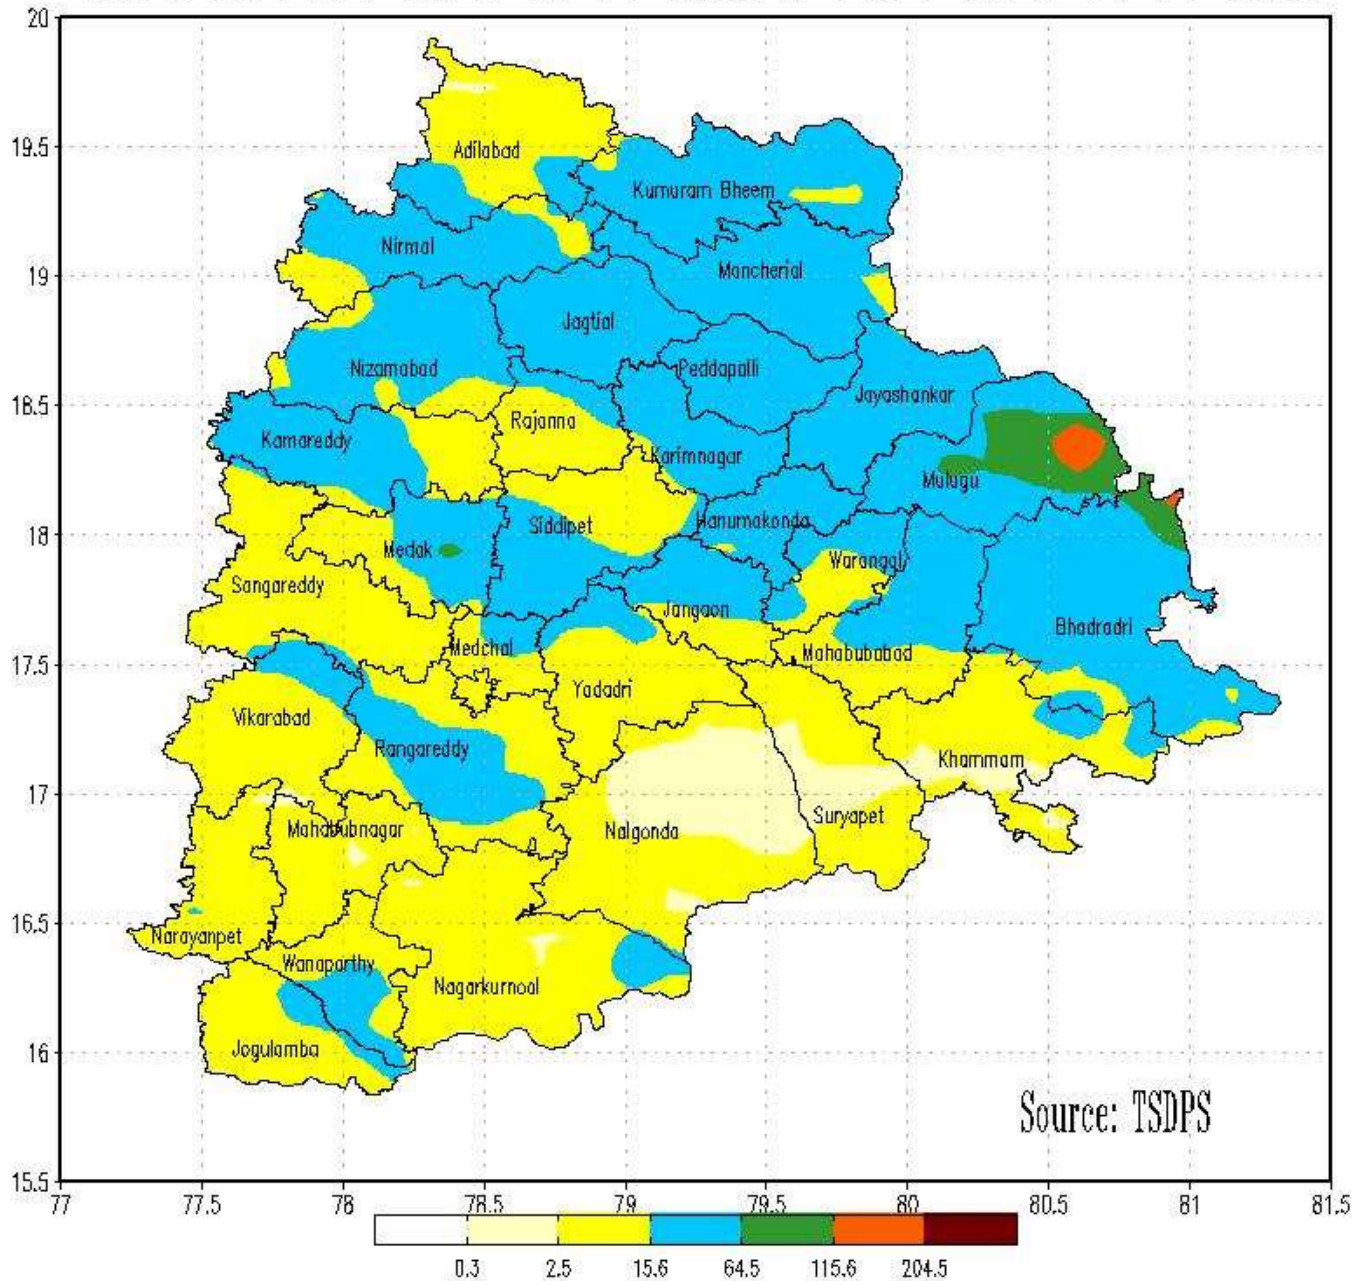 20
Adilabad
19.5
Kumuram Bheem
Nirmal
19
Mancherial
Jagtial
Nizamabad
Peddapalli
Jayashankar
18.5
Rajanna
Kamareddy
Karimnagar
Mulugu
Siddipet
Hanumakonda
18
Medak
Warangal
Sangareddy
Jangaon
Bhadradri
Medchal
Mahabubabad
17.5
Yadadri
Vikarabad
Rangareddy
Khammam
17
Mahabubnagar
Nalgonda
Suryapet
16.5
Narayanpet
Wanaparthy
Nagarkurnool
16
Jogulamba
Source: TSDPS
15.5
77 77.5 78 78.5 79 79.5 80 80.5 81 81.5
0.3 2.5 15.6 64.5 115.6 204.5